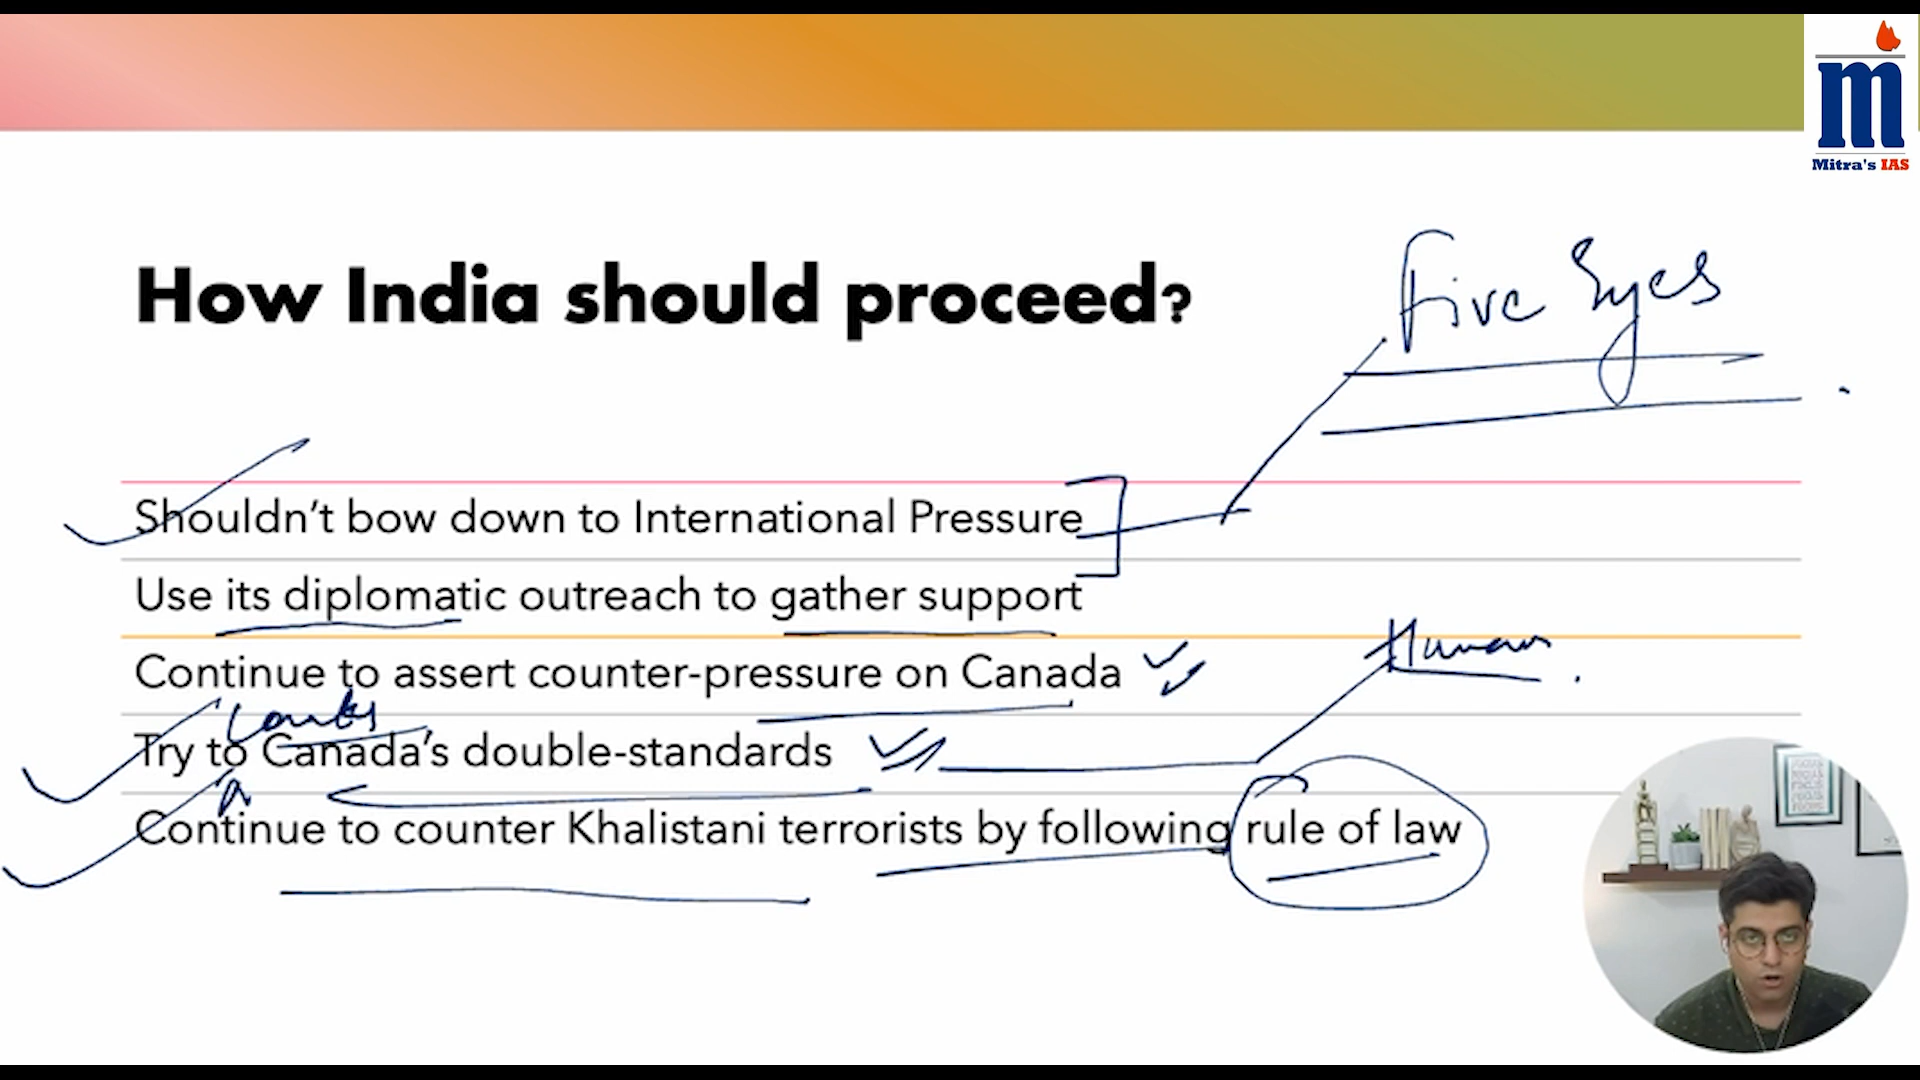 m
Mitra's IAS
How India should proceed?
Five Eyes
Shouldn't bow down to International Pressure
Use its diplomatic outreach to gather support
Human
Continue to assert counter-pressure on Canada
Try to Canada's double-standards
Continue to counter Khalistani terrorists by following rule of law